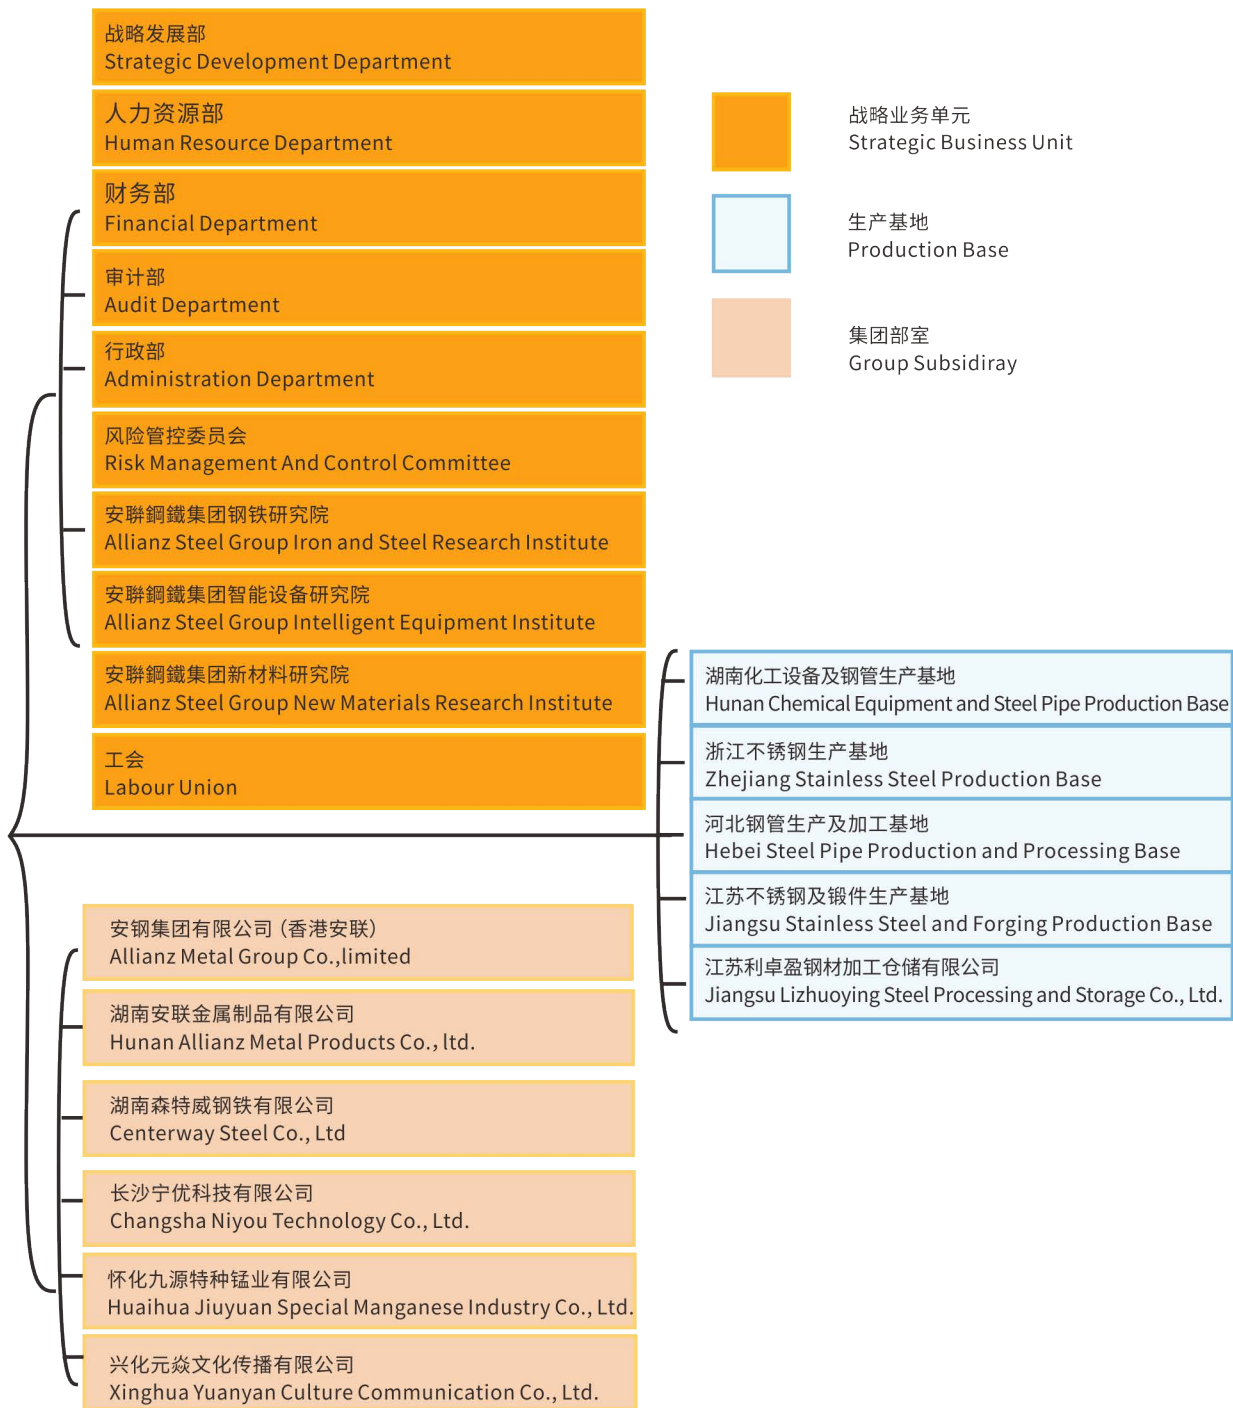 战略发展部
Strategic Development Department
人力资源部
Human Resource Department
财务部
Financial Department
审计部
Audit Department
行政部
Administration Department
风险管控委员会
Risk Management And Control Committee
安聨鋼鐵集团钢铁研究院
Allianz Steel Group Iron and Steel Research Institute
安聨鋼鐵集团智能设备研究院
Allianz Steel Group Intelligent Equipment Institute
安聨鋼鐵集团新材料研究院
Allianz Steel Group New Materials Research Institute
工会
Labour Union
战略业务单元
Strategic Business Unit
生产基地
Production Base
集团部室
Group Subsidiray
湖南化工设备及钢管生产基地
Hunan Chemical Equipment and Steel Pipe Production Base
浙江不锈钢生产基地
Zhejiang Stainless Steel Production Base
河北钢管生产及加工基地
Hebei Steel Pipe Production and Processing Base
江苏不锈钢及锻件生产基地
Jiangsu Stainless Steel and Forging Production Base
江苏利卓盈钢材加工仓储有限公司
Jiangsu Lizhuoying Steel Processing and Storage Co., Ltd.
安钢集团有限公司（香港安联）
Allianz Metal Group Co.,limited
湖南安联金属制品有限公司
Hunan Allianz Metal Products Co., ltd.
湖南森特威钢铁有限公司
Centerway Steel Co., Ltd
长沙宁优科技有限公司
Changsha Niyou Technology Co., Ltd.
怀化九源特种锰业有限公司
Huaihua Jiuyuan Special Manganese Industry Co., Ltd.
兴化元焱文化传播有限公司
Xinghua Yuanyan Culture Communication Co., Ltd.